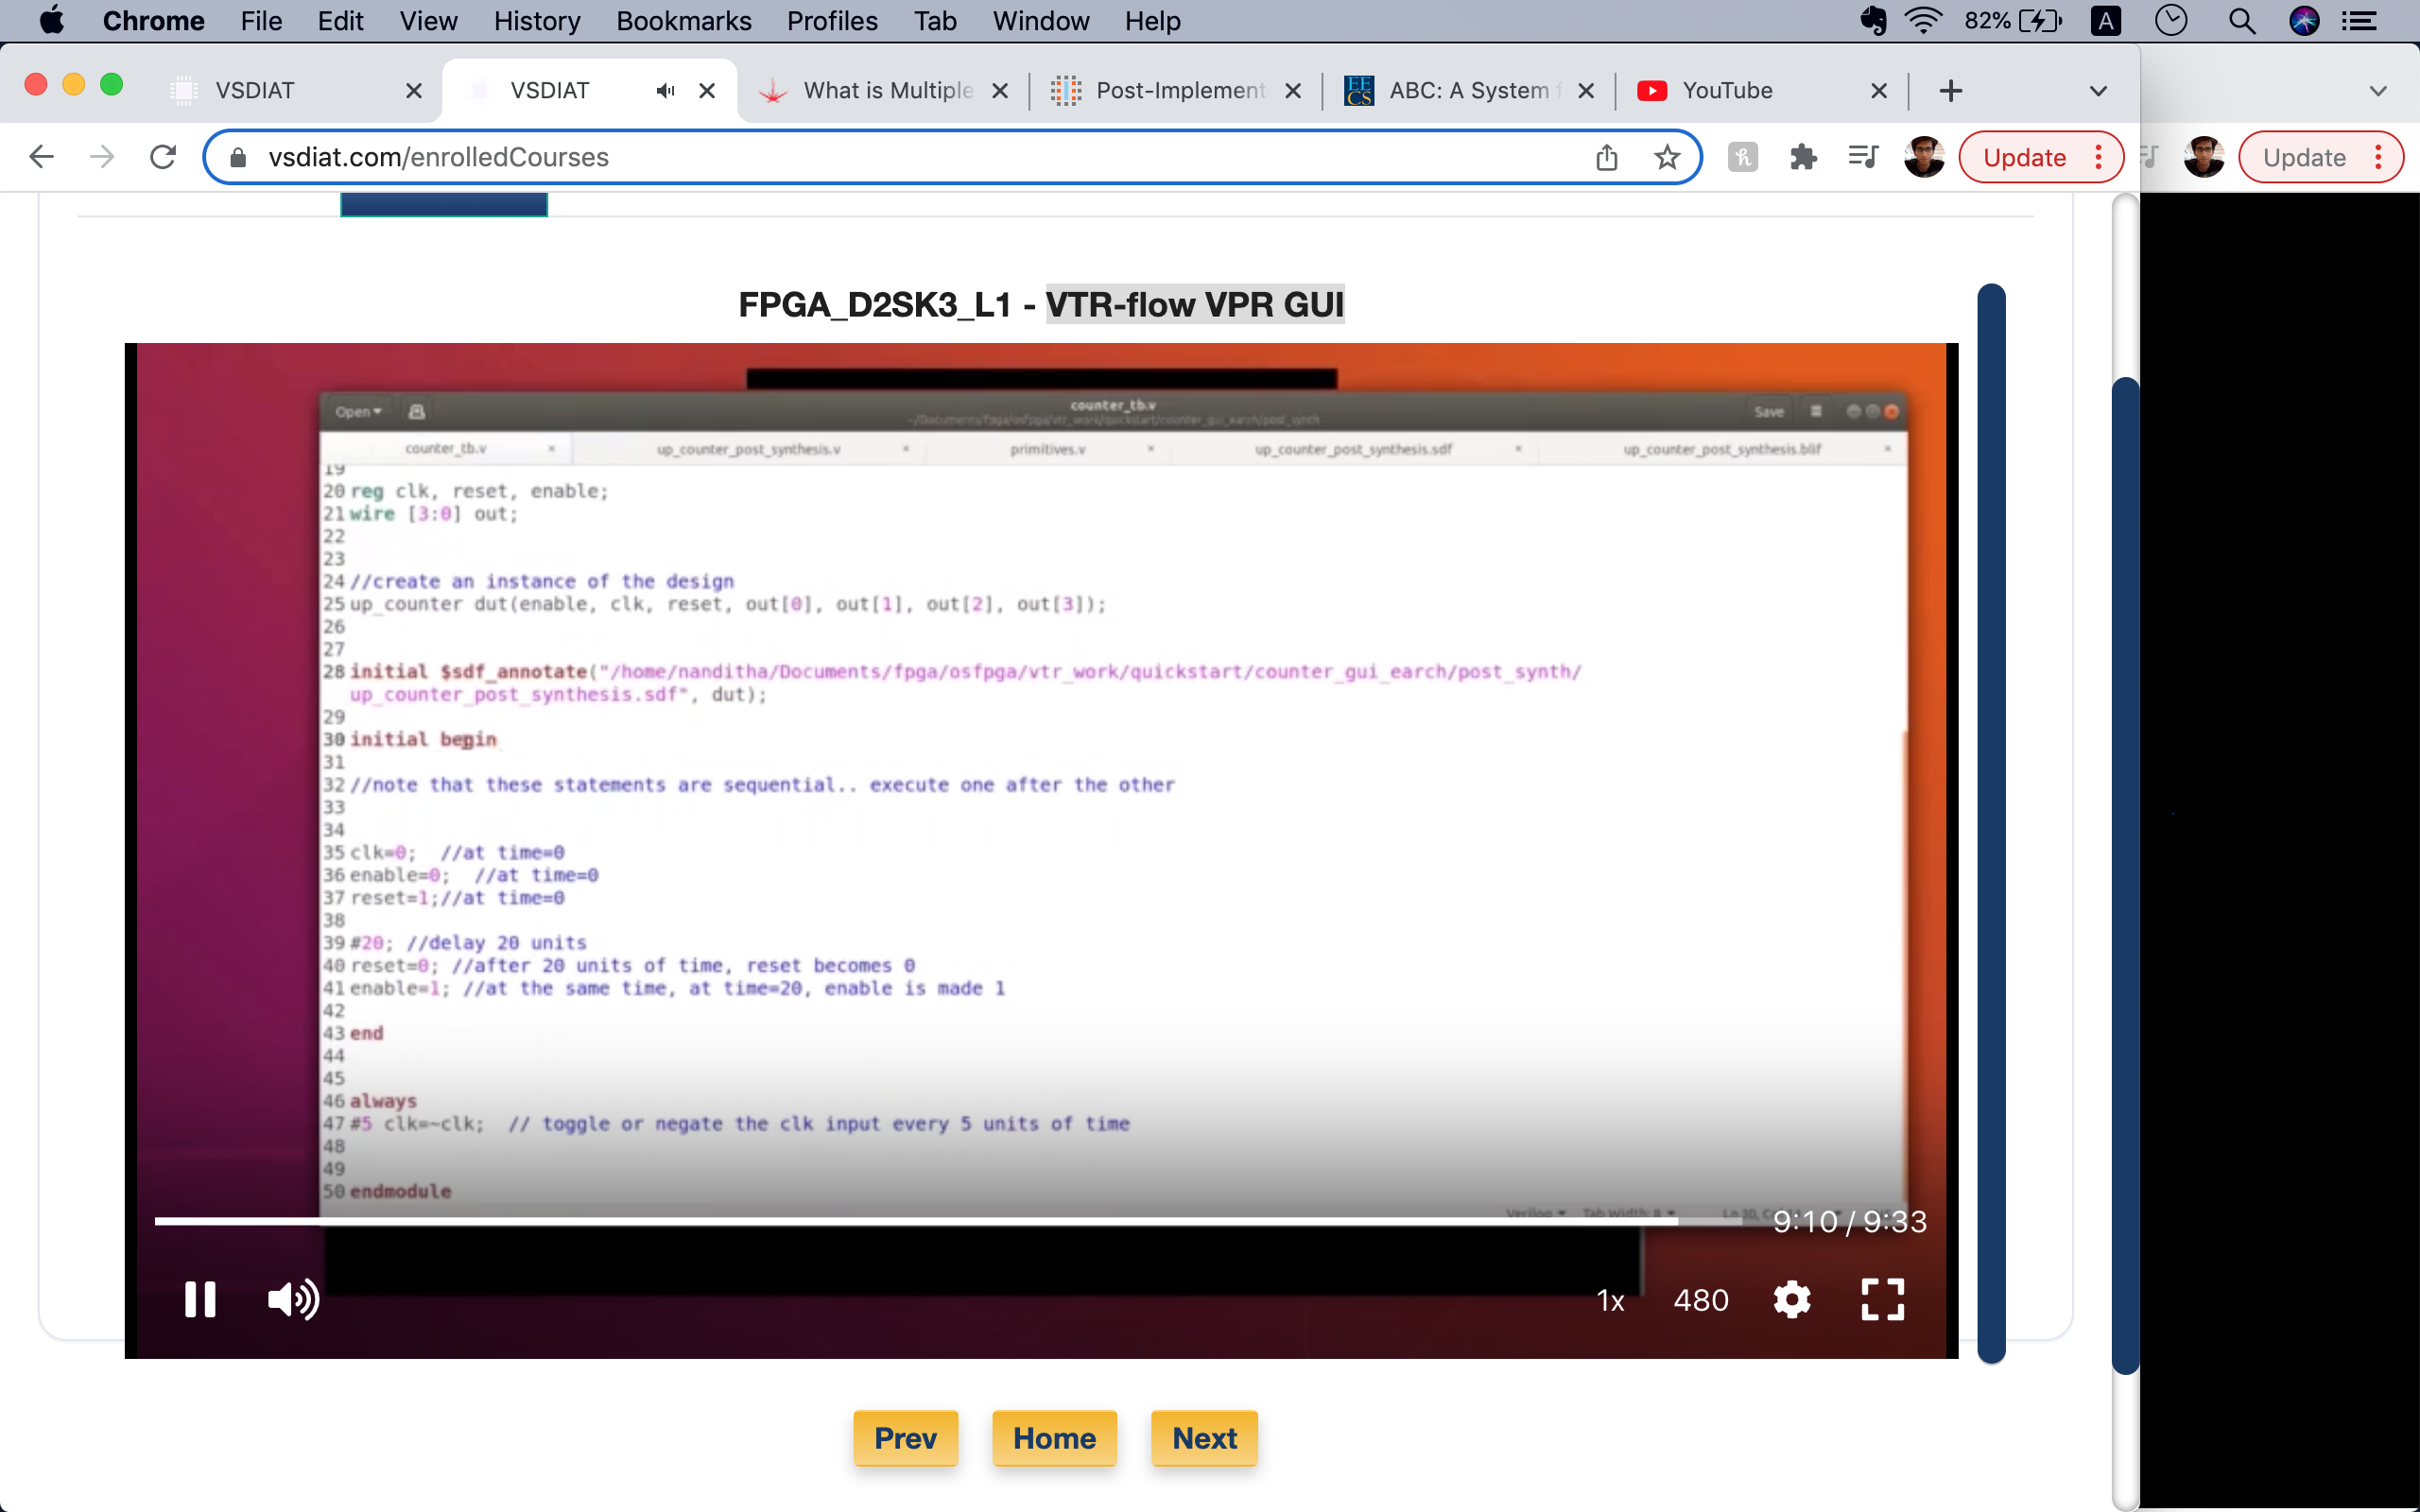 Chrome File Edit View History Bookmarks Profiles Tab Window Help 82% A
VSDIAT VSDIAT What is Multiple Post-Implement EECS ABC: A System f YouTube
vsdiat.com/enrolledCourses Update Update
FPGA_D2SK3_L1 - VTR-flow VPR GUI
Open counter_tb.v Save
~/Documents/fpga/osfpga/vtr_work/quickstart/counter_gui_earch/post_synth
counter_tb.v up_counter_post_synthesis.v primitives.v up_counter_post_synthesis.sdf up_counter_post_synthesis.blif
19
20 reg clk, reset, enable;
21 wire [3:0] out;
22
23
24 //create an instance of the design
25 up_counter dut(enable, clk, reset, out[0], out[1], out[2], out[3]);
26
27
28 initial $sdf_annotate("/home/nanditha/Documents/fpga/osfpga/vtr_work/quickstart/counter_gui_earch/post_synth/
up_counter_post_synthesis.sdf", dut);
29
30 initial begin
31
32 //note that these statements are sequential.. execute one after the other
33
34
35 clk=0; //at time=0
36 enable=0; //at time=0
37 reset=1;//at time=0
38
39 #20; //delay 20 units
40 reset=0; //after 20 units of time, reset becomes 0
41 enable=1; //at the same time, at time=20, enable is made 1
42
43 end
44
45
46 always
47 #5 clk=~clk; // toggle or negate the clk input every 5 units of time
48
49
50 endmodule
Verilog Tab Width: 8
9:10 / 9:33
1x 480
Prev Home Next